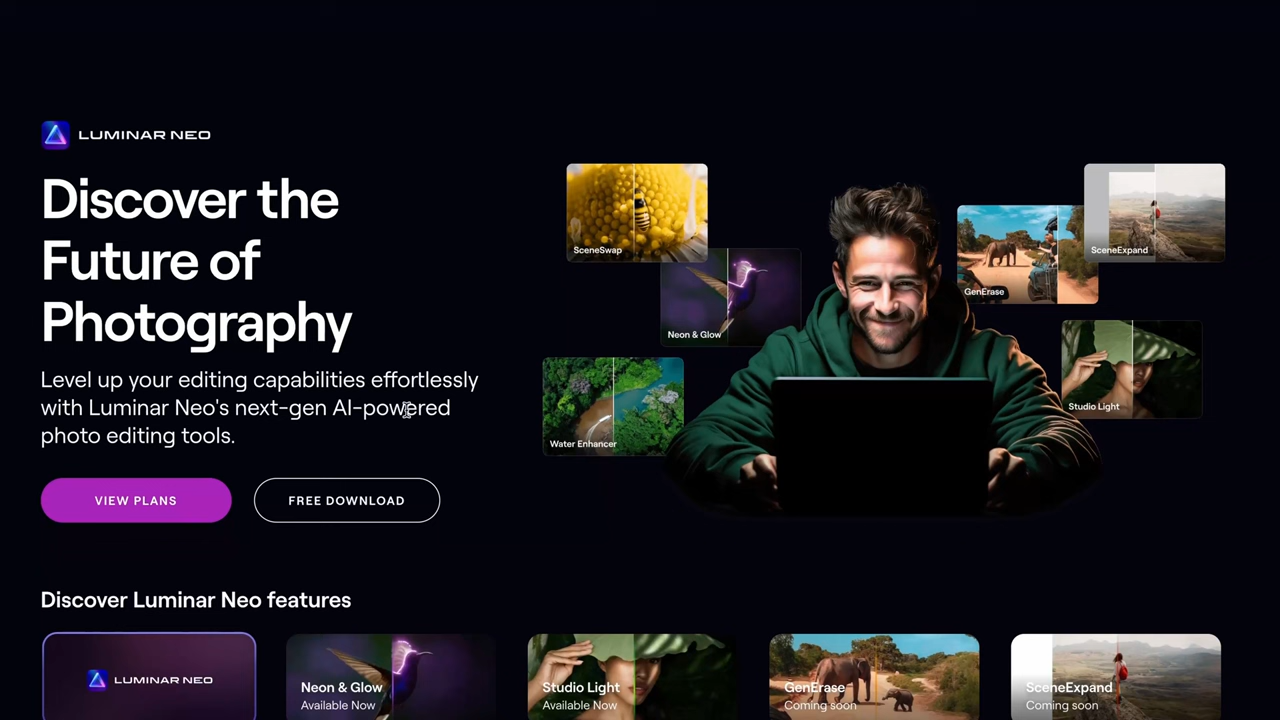 LUMINAR NEO
Discover the
Future of
Photography
Level up your editing capabilities effortlessly
with Luminar Neo's next-gen AI-powered
photo editing tools.
VIEW PLANS
FREE DOWNLOAD
SceneSwap
Neon & Glow
Water Enhancer
GenErase
SceneExpand
Studio Light
Discover Luminar Neo features
LUMINAR NEO
Neon & Glow
Available Now
Studio Light
Available Now
GenErase
Coming soon
SceneExpand
Coming soon